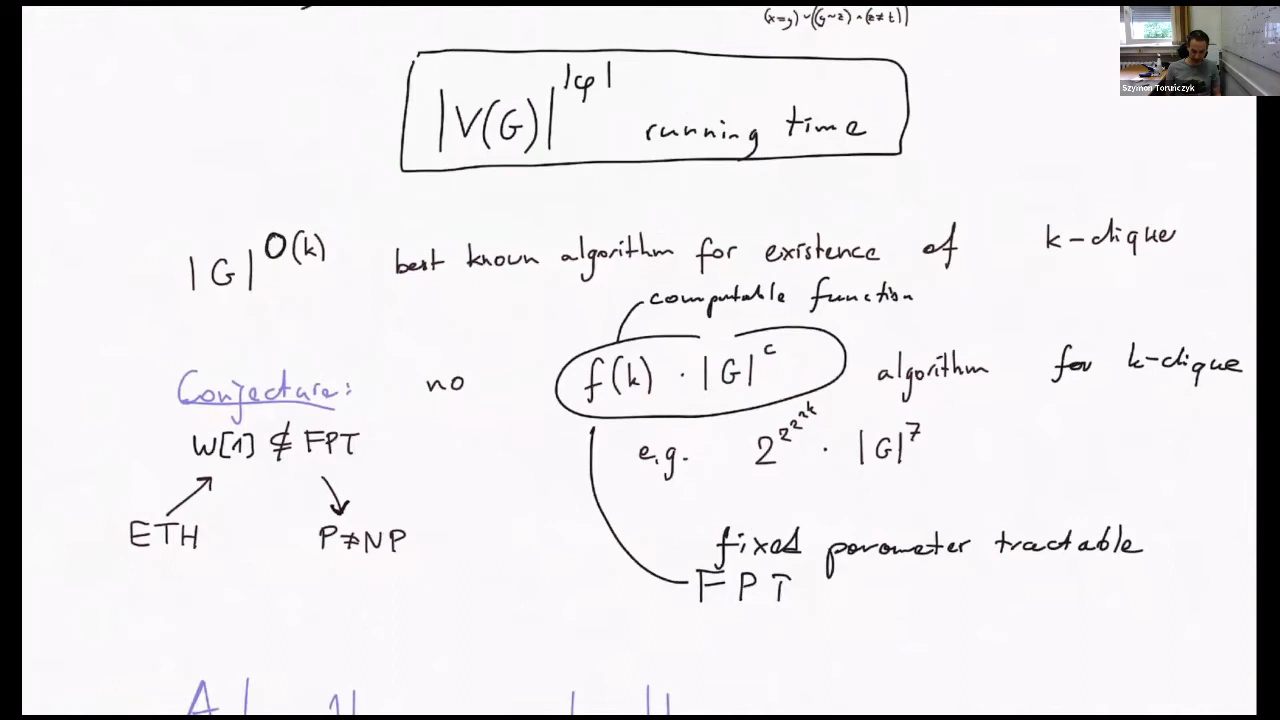 (x=y) ∨ ((y~z) ∧ (z≠t))
Szymon Toruńczyk
|V(G)|^|φ| running time
|G|^O(k) best known algorithm for existence of k-clique
computable function
Conjecture: no f(k) · |G|^c algorithm for k-clique
W[1] ⊄ FPT
e.g. 2^2^2^2^k · |G|^7
ETH P≠NP
fixed parameter tractable
FPT